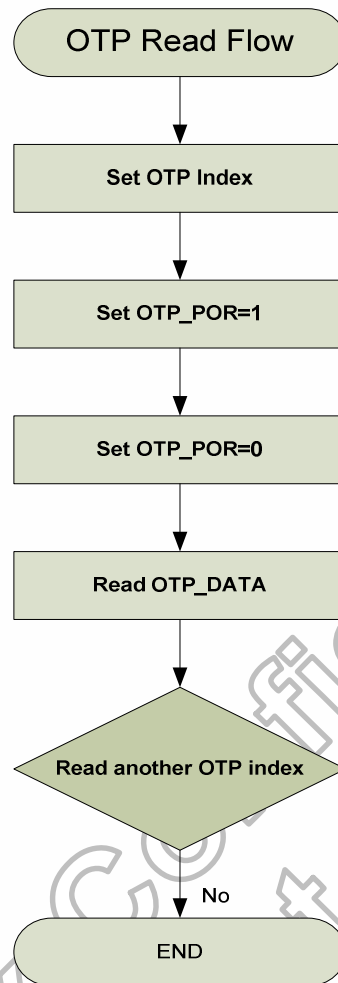 OTP Read Flow
Set OTP Index
Set OTP_POR=1
Set OTP_POR=0
Read OTP_DATA
Read another OTP index
No
END